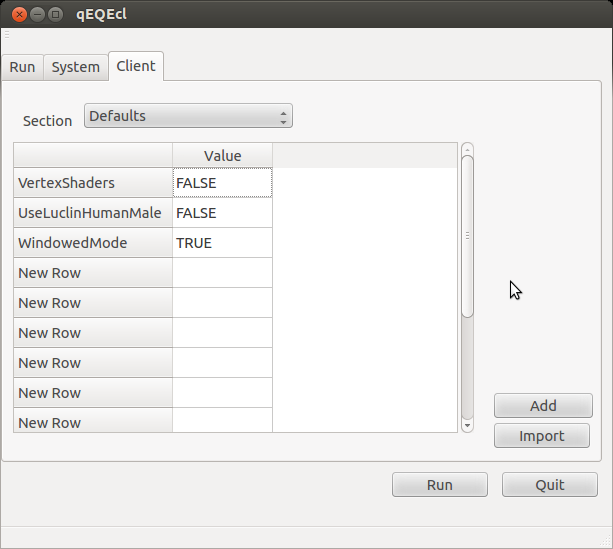 qEQEcl
Run System Client
Section Defaults
Value
VertexShaders FALSE
UseLuclinHumanMale FALSE
WindowedMode TRUE
New Row
New Row
New Row
New Row
New Row
New Row
Add
Import
Run Quit